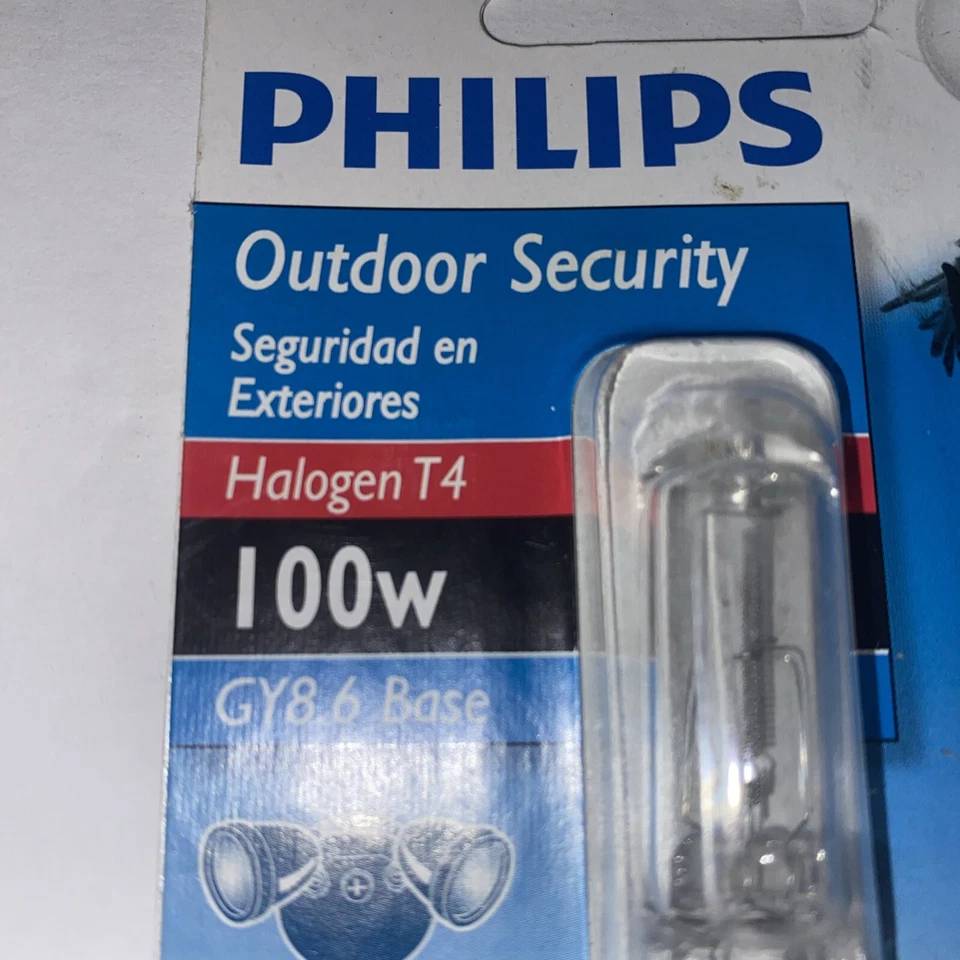 PHILIPS
Outdoor Security
Seguridad en
Exteriores
Halogen T4
100w
GY8.6 Base